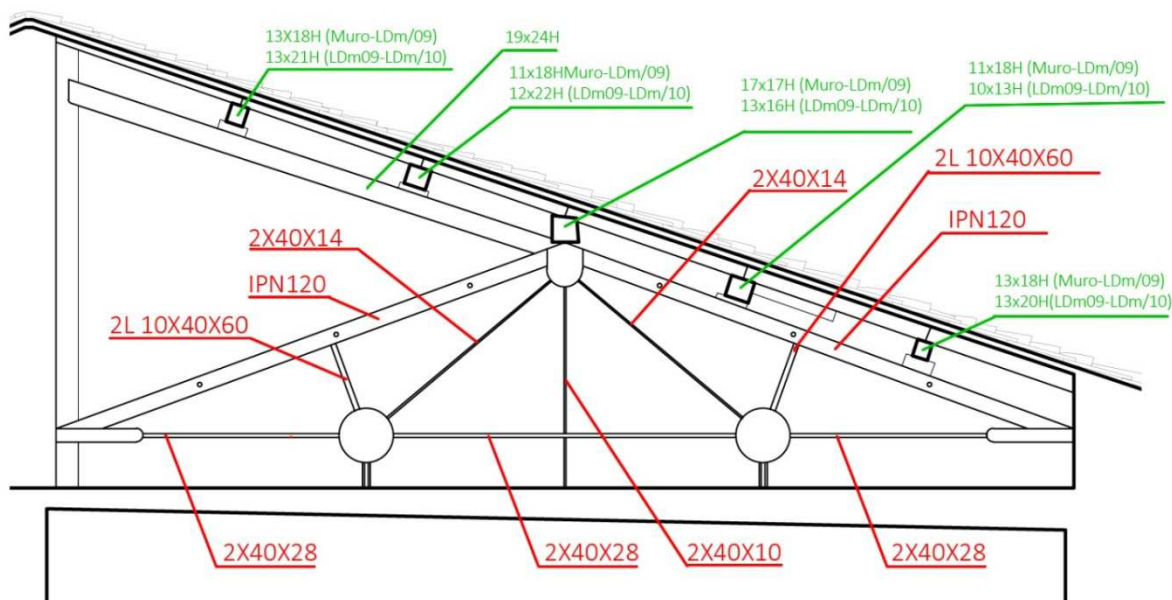 13X18H (Muro-LDm/09)
13x21H (LDm09-LDm/10)
19x24H
11x18HMuro-LDm/09)
12x22H (LDm09-LDm/10)
17x17H (Muro-LDm/09)
13x16H (LDm09-LDm/10)
11x18H (Muro-LDm/09)
10x13H (LDm09-LDm/10)
2L 10X40X60
2X40X14
IPN120
2X40X14
IPN120
2L 10X40X60
13x18H (Muro-LDm/09)
13x20H(LDm09-LDm/10)
2X40X28
2X40X28
2X40X10
2X40X28